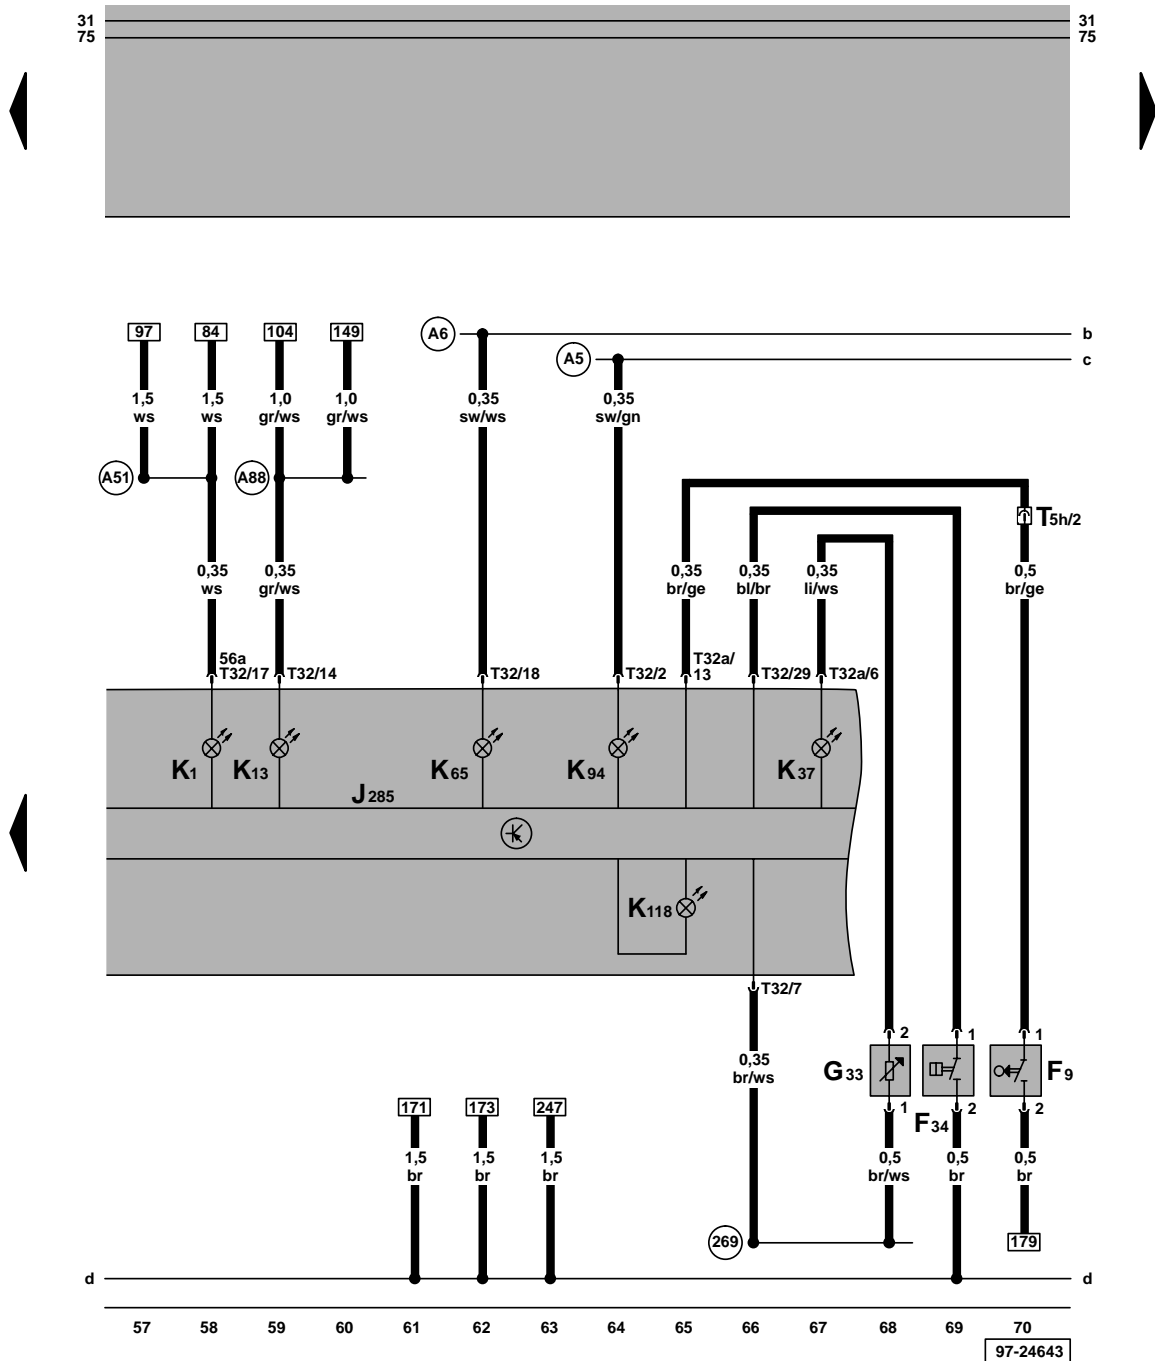 31 31
75 75
97 84 104 149 A6 b
A5 c
1,5 1,5 1,0 1,0 0,35 0,35
ws ws gr/ws gr/ws sw/ws sw/gn
A51 A88
T5h/2
0,35 0,35 0,35 0,35 0,35 0,5
ws gr/ws br/ge bl/br li/ws br/ge
56a T32a/
T32/17 T32/14 T32/18 T32/2 13 T32/29 T32a/6
K1 K13 K65 K94 K37
J285
K118
T32/7
2 1 1
0,35
br/ws
G33 F9
1 2 2
F34
171 173 247
1,5 1,5 1,5 0,5 0,5 0,5
br br br br/ws br br
269 179
d d
57 58 59 60 61 62 63 64 65 66 67 68 69 70
97-24643